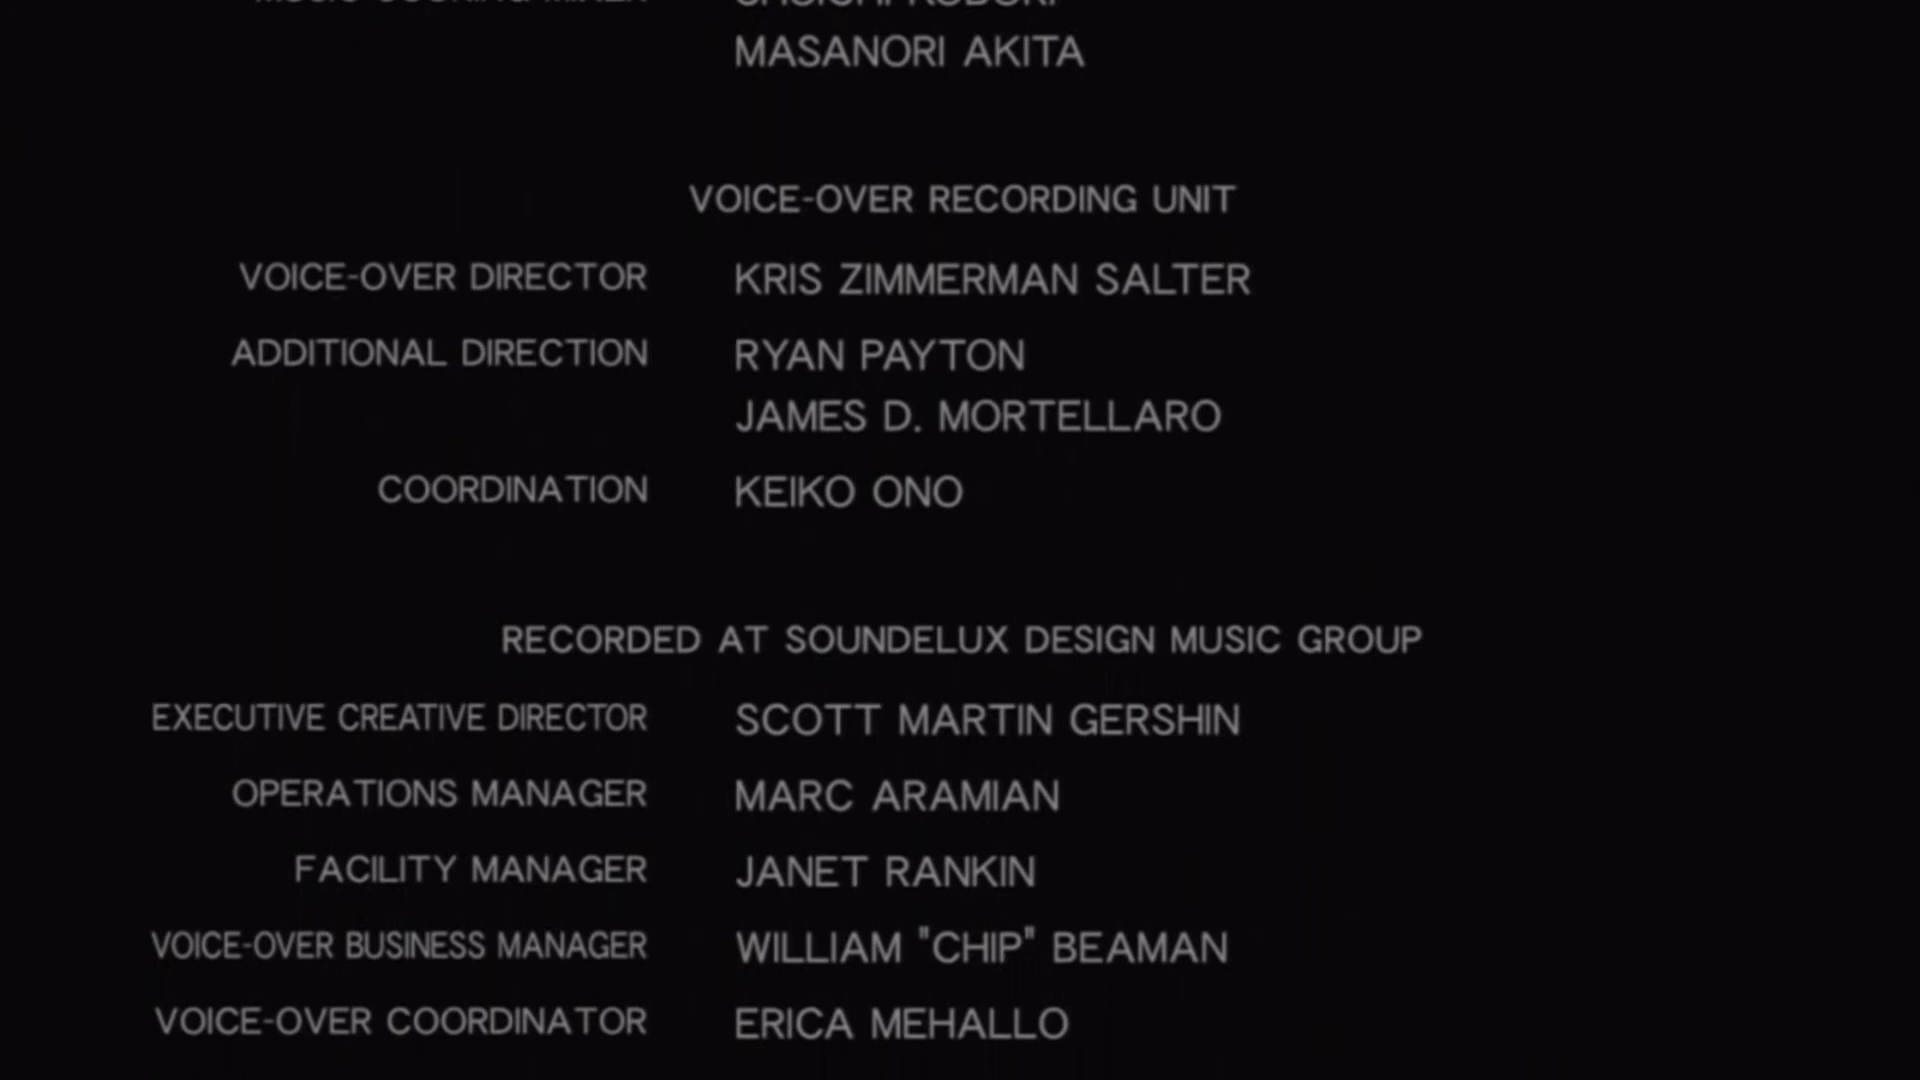 MASANORI AKITA
VOICE-OVER RECORDING UNIT
VOICE-OVER DIRECTOR KRIS ZIMMERMAN SALTER
ADDITIONAL DIRECTION RYAN PAYTON
JAMES D. MORTELLARO
COORDINATION KEIKO ONO
RECORDED AT SOUNDELUX DESIGN MUSIC GROUP
EXECUTIVE CREATIVE DIRECTOR SCOTT MARTIN GERSHIN
OPERATIONS MANAGER MARC ARAMIAN
FACILITY MANAGER JANET RANKIN
VOICE-OVER BUSINESS MANAGER WILLIAM "CHIP" BEAMAN
VOICE-OVER COORDINATOR ERICA MEHALLO